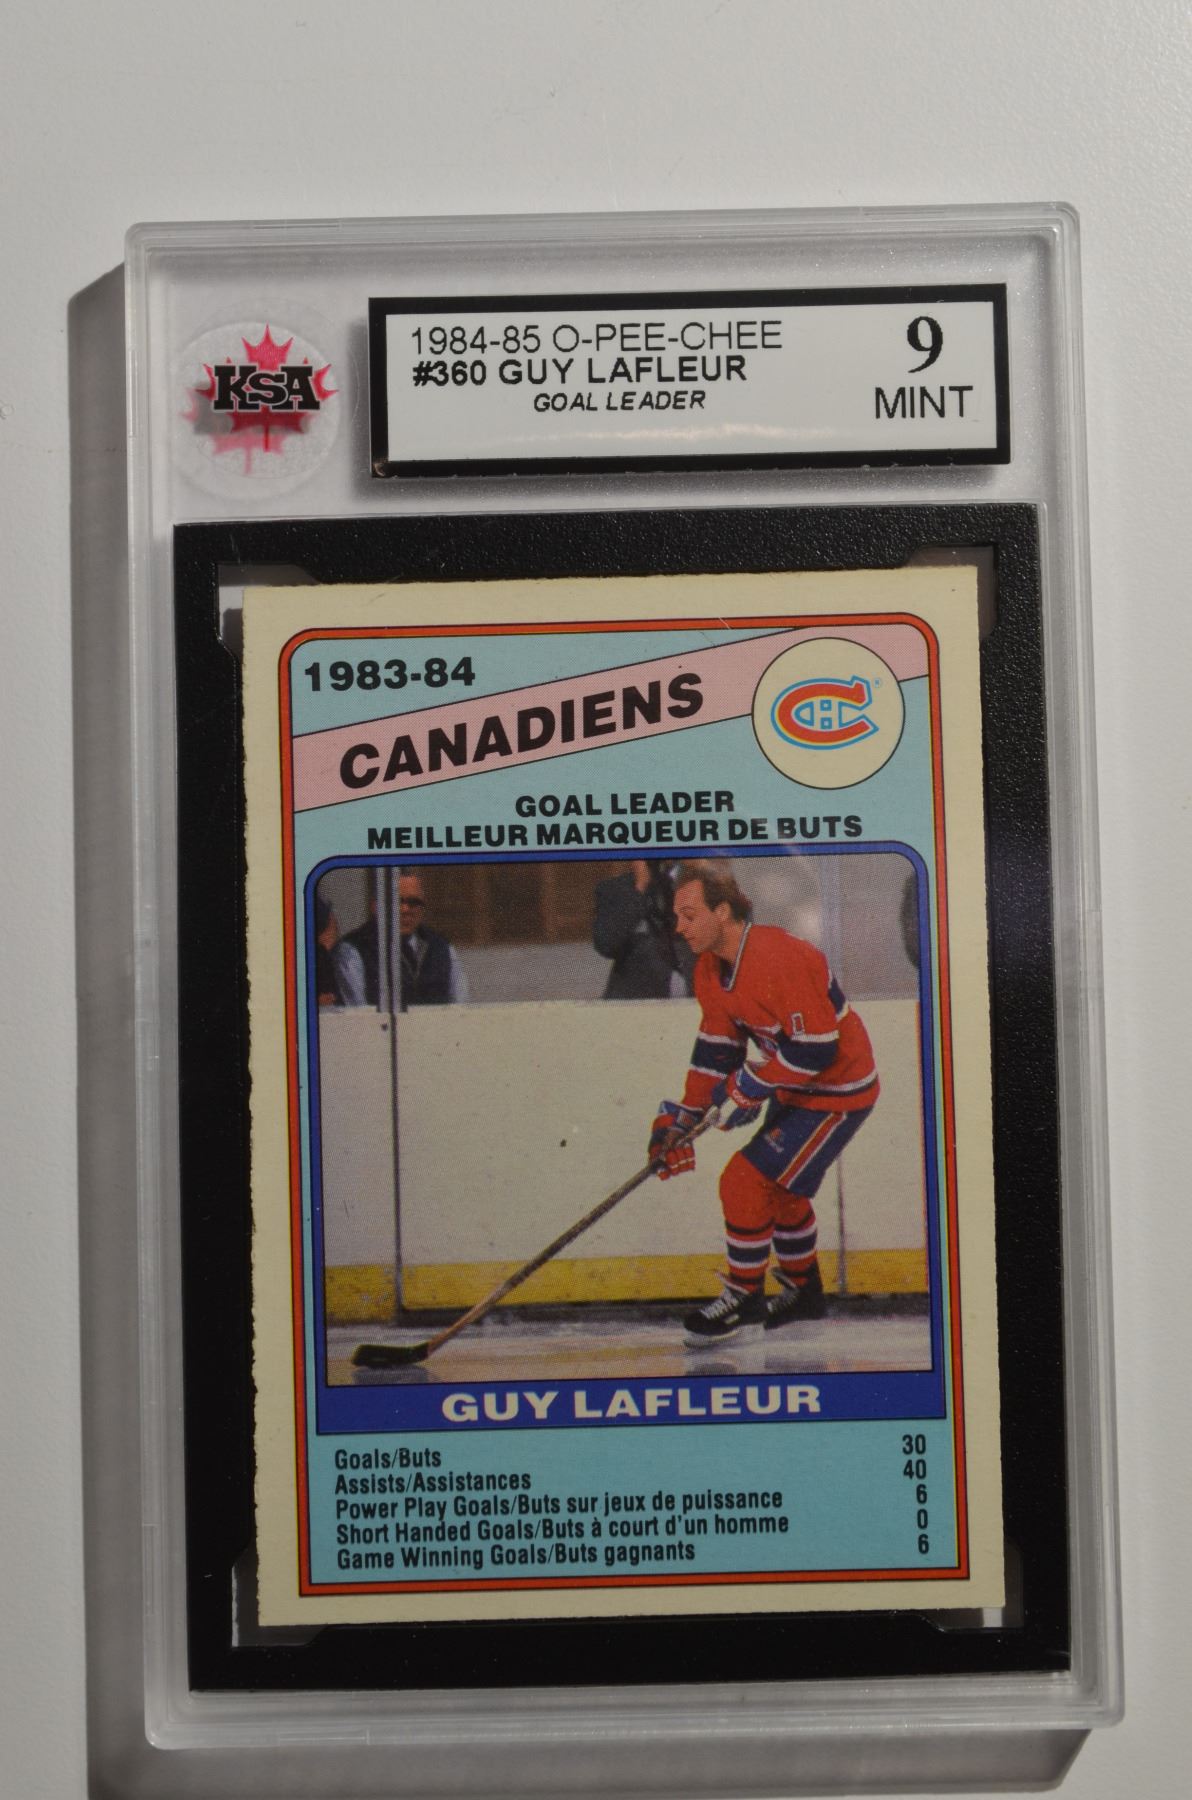 KSA
1984-85 O-PEE-CHEE
#360 GUY LAFLEUR
GOAL LEADER
9
MINT
1983-84
CANADIENS
®
GOAL LEADER
MEILLEUR MARQUEUR DE BUTS
GUY LAFLEUR
Goals/Buts 30
Assists/Assistances 40
Power Play Goals/Buts sur jeux de puissance 6
Short Handed Goals/Buts à court d'un homme 0
Game Winning Goals/Buts gagnants 6